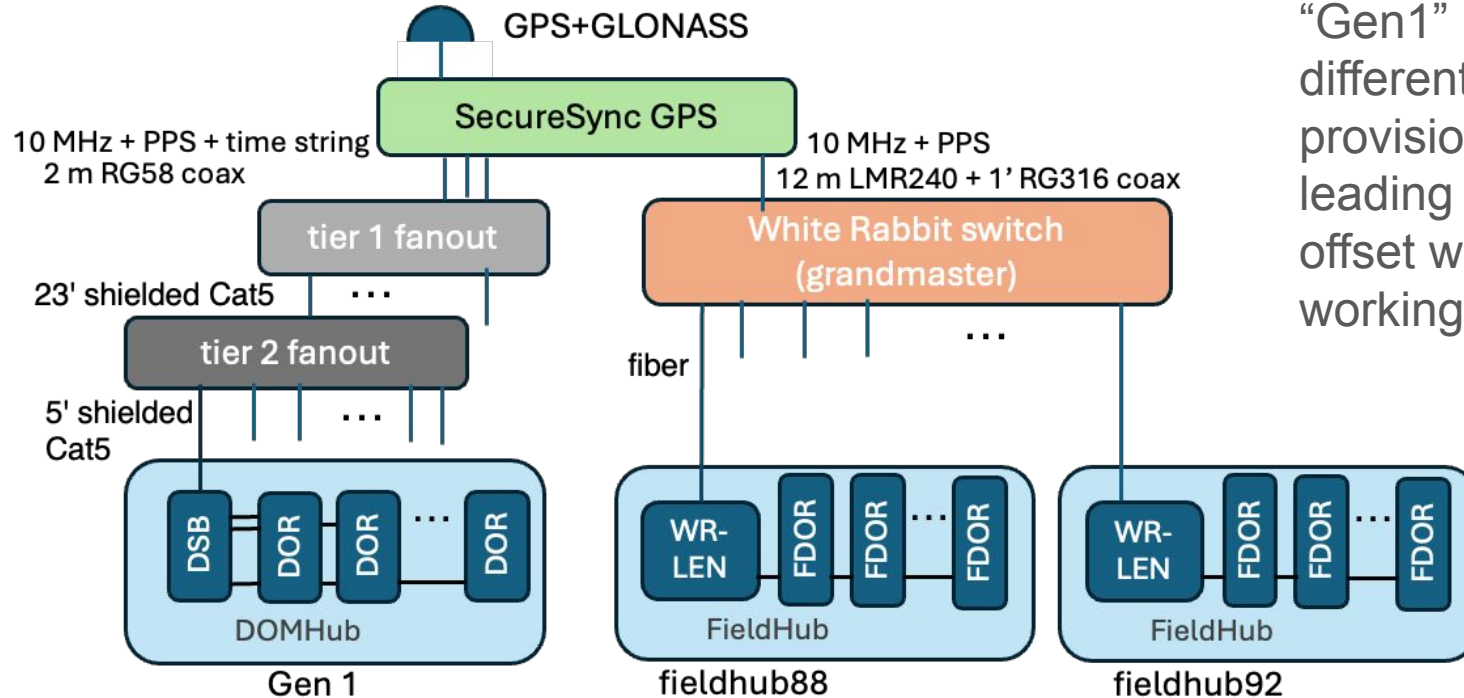 GPS+GLONASS
“Gen1”
different
provision
leading
offset w
working
SecureSync GPS
10 MHz + PPS + time string
2 m RG58 coax
10 MHz + PPS
12 m LMR240 + 1’ RG316 coax
tier 1 fanout
White Rabbit switch
(grandmaster)
23' shielded Cat5
...
tier 2 fanout
...
fiber
5' shielded
Cat5
...
DSB
DOR
DOR
...
DOR
DOMHub
Gen 1
WR-
LEN
FDOR
FDOR
...
FDOR
FieldHub
fieldhub88
WR-
LEN
FDOR
FDOR
...
FDOR
FieldHub
fieldhub92